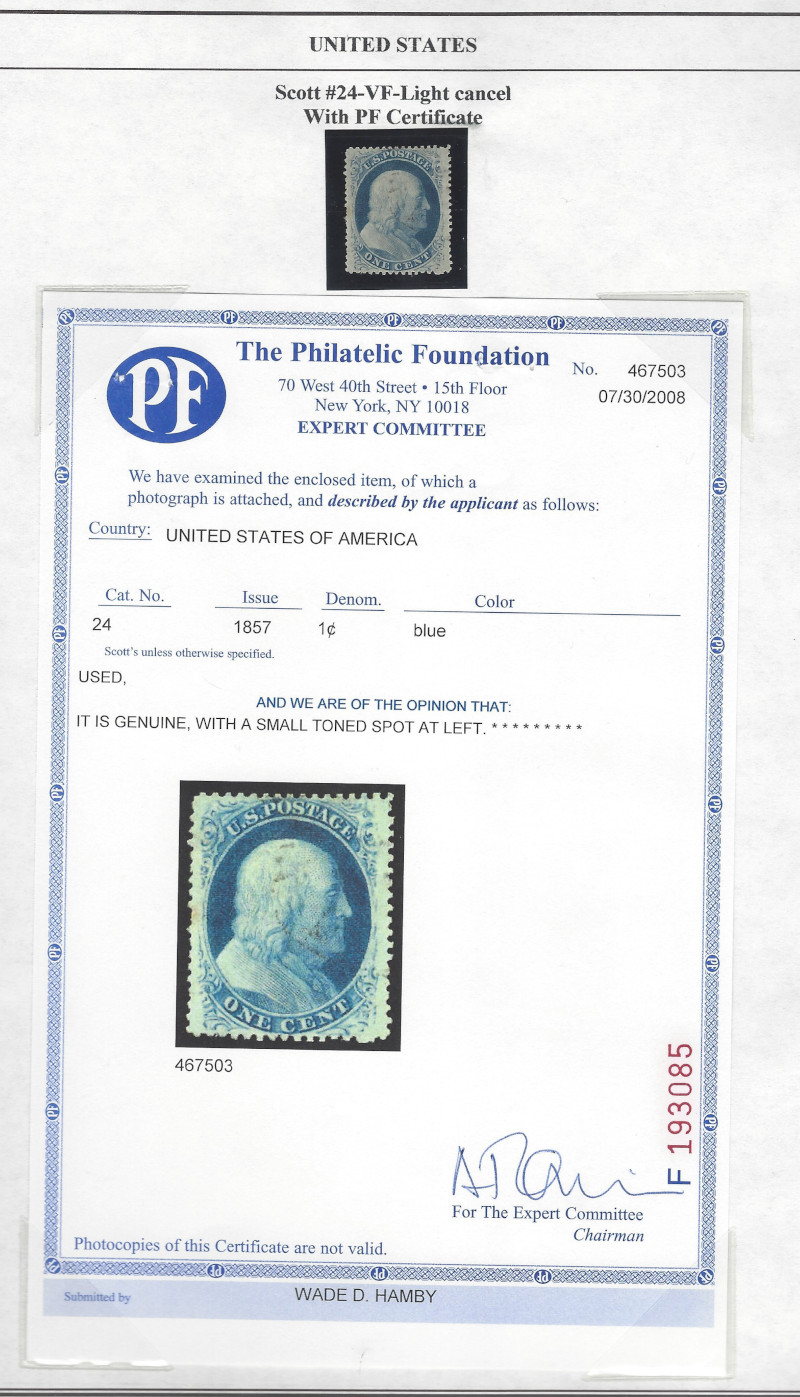 UNITED STATES
Scott #24-VF-Light cancel
With PF Certificate
U.S. POSTAGE
ONE CENT
PF PF PF PF PF
PF
The Philatelic Foundation
No. 467503
70 West 40th Street • 15th Floor
07/30/2008
New York, NY 10018
EXPERT COMMITTEE
We have examined the enclosed item, of which a
photograph is attached, and described by the applicant as follows:
Country: UNITED STATES OF AMERICA
Cat. No. Issue Denom. Color
24 1857 1¢ blue
Scott's unless otherwise specified.
USED,
AND WE ARE OF THE OPINION THAT:
IT IS GENUINE, WITH A SMALL TONED SPOT AT LEFT. * * * * * * * * *
U.S. POSTAGE
ONE CENT
467503
F 193085
For The Expert Committee
Chairman
Photocopies of this Certificate are not valid.
Submitted by WADE D. HAMBY